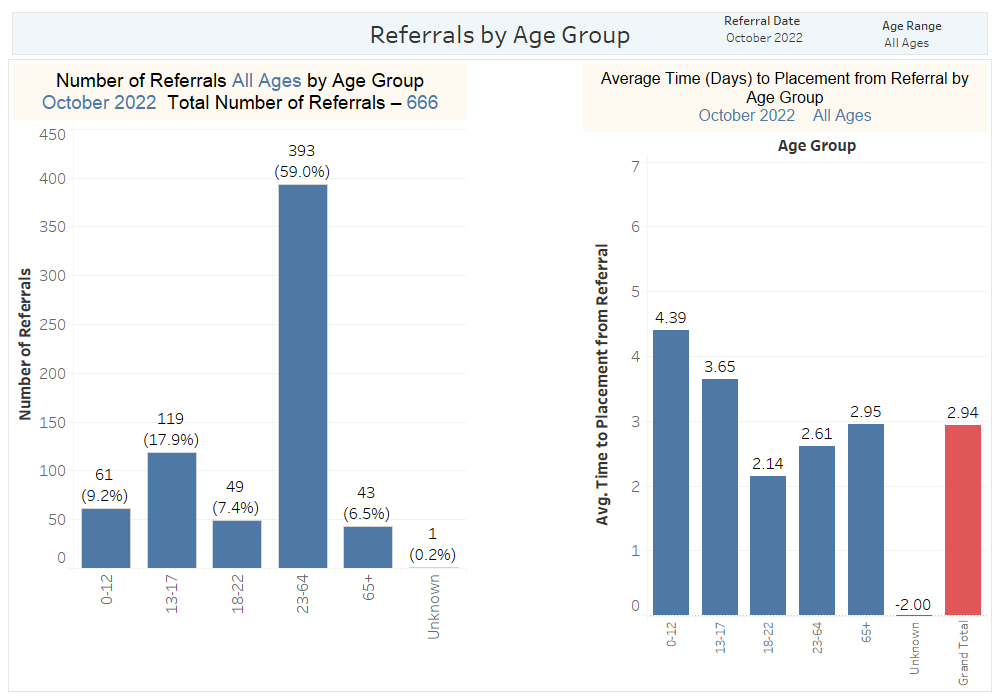 Referrals by Age Group
Referral Date
October 2022
Age Range
All Ages
Number of Referrals All Ages by Age Group
October 2022 Total Number of Referrals – 666
Number of Referrals
450
400
350
300
250
200
150
100
50
0
61
(9.2%)
119
(17.9%)
49
(7.4%)
393
(59.0%)
43
(6.5%)
1
(0.2%)
0-12
13-17
18-22
23-64
65+
Unknown
Average Time (Days) to Placement from Referral by
Age Group
October 2022 All Ages
Age Group
Avg. Time to Placement from Referral
7
6
5
4
3
2
1
0
4.39
3.65
2.14
2.61
2.95
-2.00
2.94
0-12
13-17
18-22
23-64
65+
Unknown
Grand Total